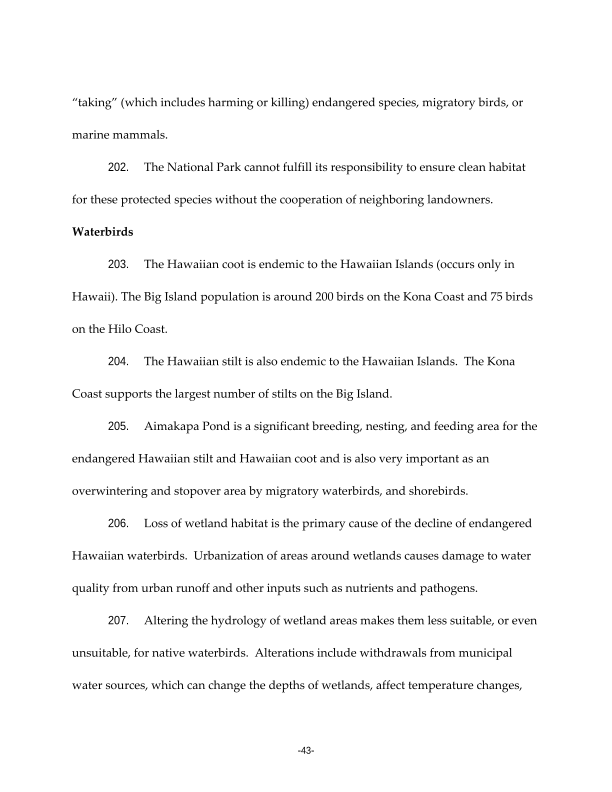 “taking” (which includes harming or killing) endangered species, migratory birds, or
marine mammals.
202. The National Park cannot fulfill its responsibility to ensure clean habitat
for these protected species without the cooperation of neighboring landowners.
Waterbirds
203. The Hawaiian coot is endemic to the Hawaiian Islands (occurs only in
Hawaii). The Big Island population is around 200 birds on the Kona Coast and 75 birds
on the Hilo Coast.
204. The Hawaiian stilt is also endemic to the Hawaiian Islands.  The Kona
Coast supports the largest number of stilts on the Big Island.
205. Aimakapa Pond is a significant breeding, nesting, and feeding area for the
endangered Hawaiian stilt and Hawaiian coot and is also very important as an
overwintering and stopover area by migratory waterbirds, and shorebirds.
206. Loss of wetland habitat is the primary cause of the decline of endangered
Hawaiian waterbirds.  Urbanization of areas around wetlands causes damage to water
quality from urban runoff and other inputs such as nutrients and pathogens.
207. Altering the hydrology of wetland areas makes them less suitable, or even
unsuitable, for native waterbirds.  Alterations include withdrawals from municipal
water sources, which can change the depths of wetlands, affect temperature changes,
-43-